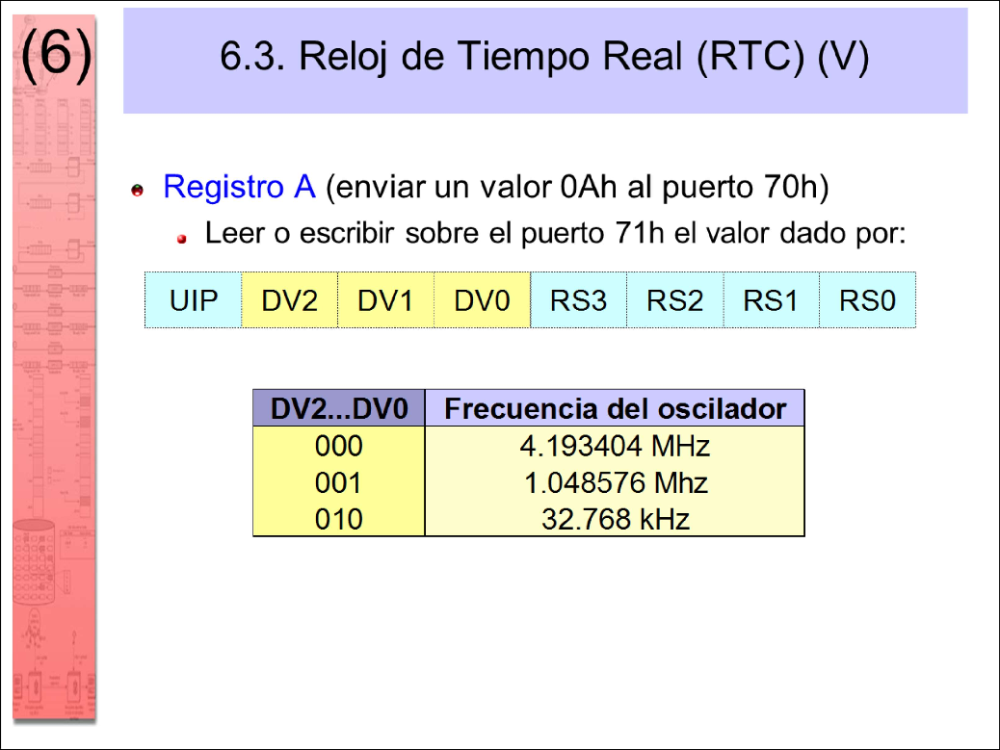 (6)
6.3. Reloj de Tiempo Real (RTC) (V)
Registro A (enviar un valor 0Ah al puerto 70h)
Leer o escribir sobre el puerto 71h el valor dado por:
UIP DV2 DV1 DV0 RS3 RS2 RS1 RS0
DV2...DV0 Frecuencia del oscilador
000 4.193404 MHz
001 1.048576 Mhz
010 32.768 kHz